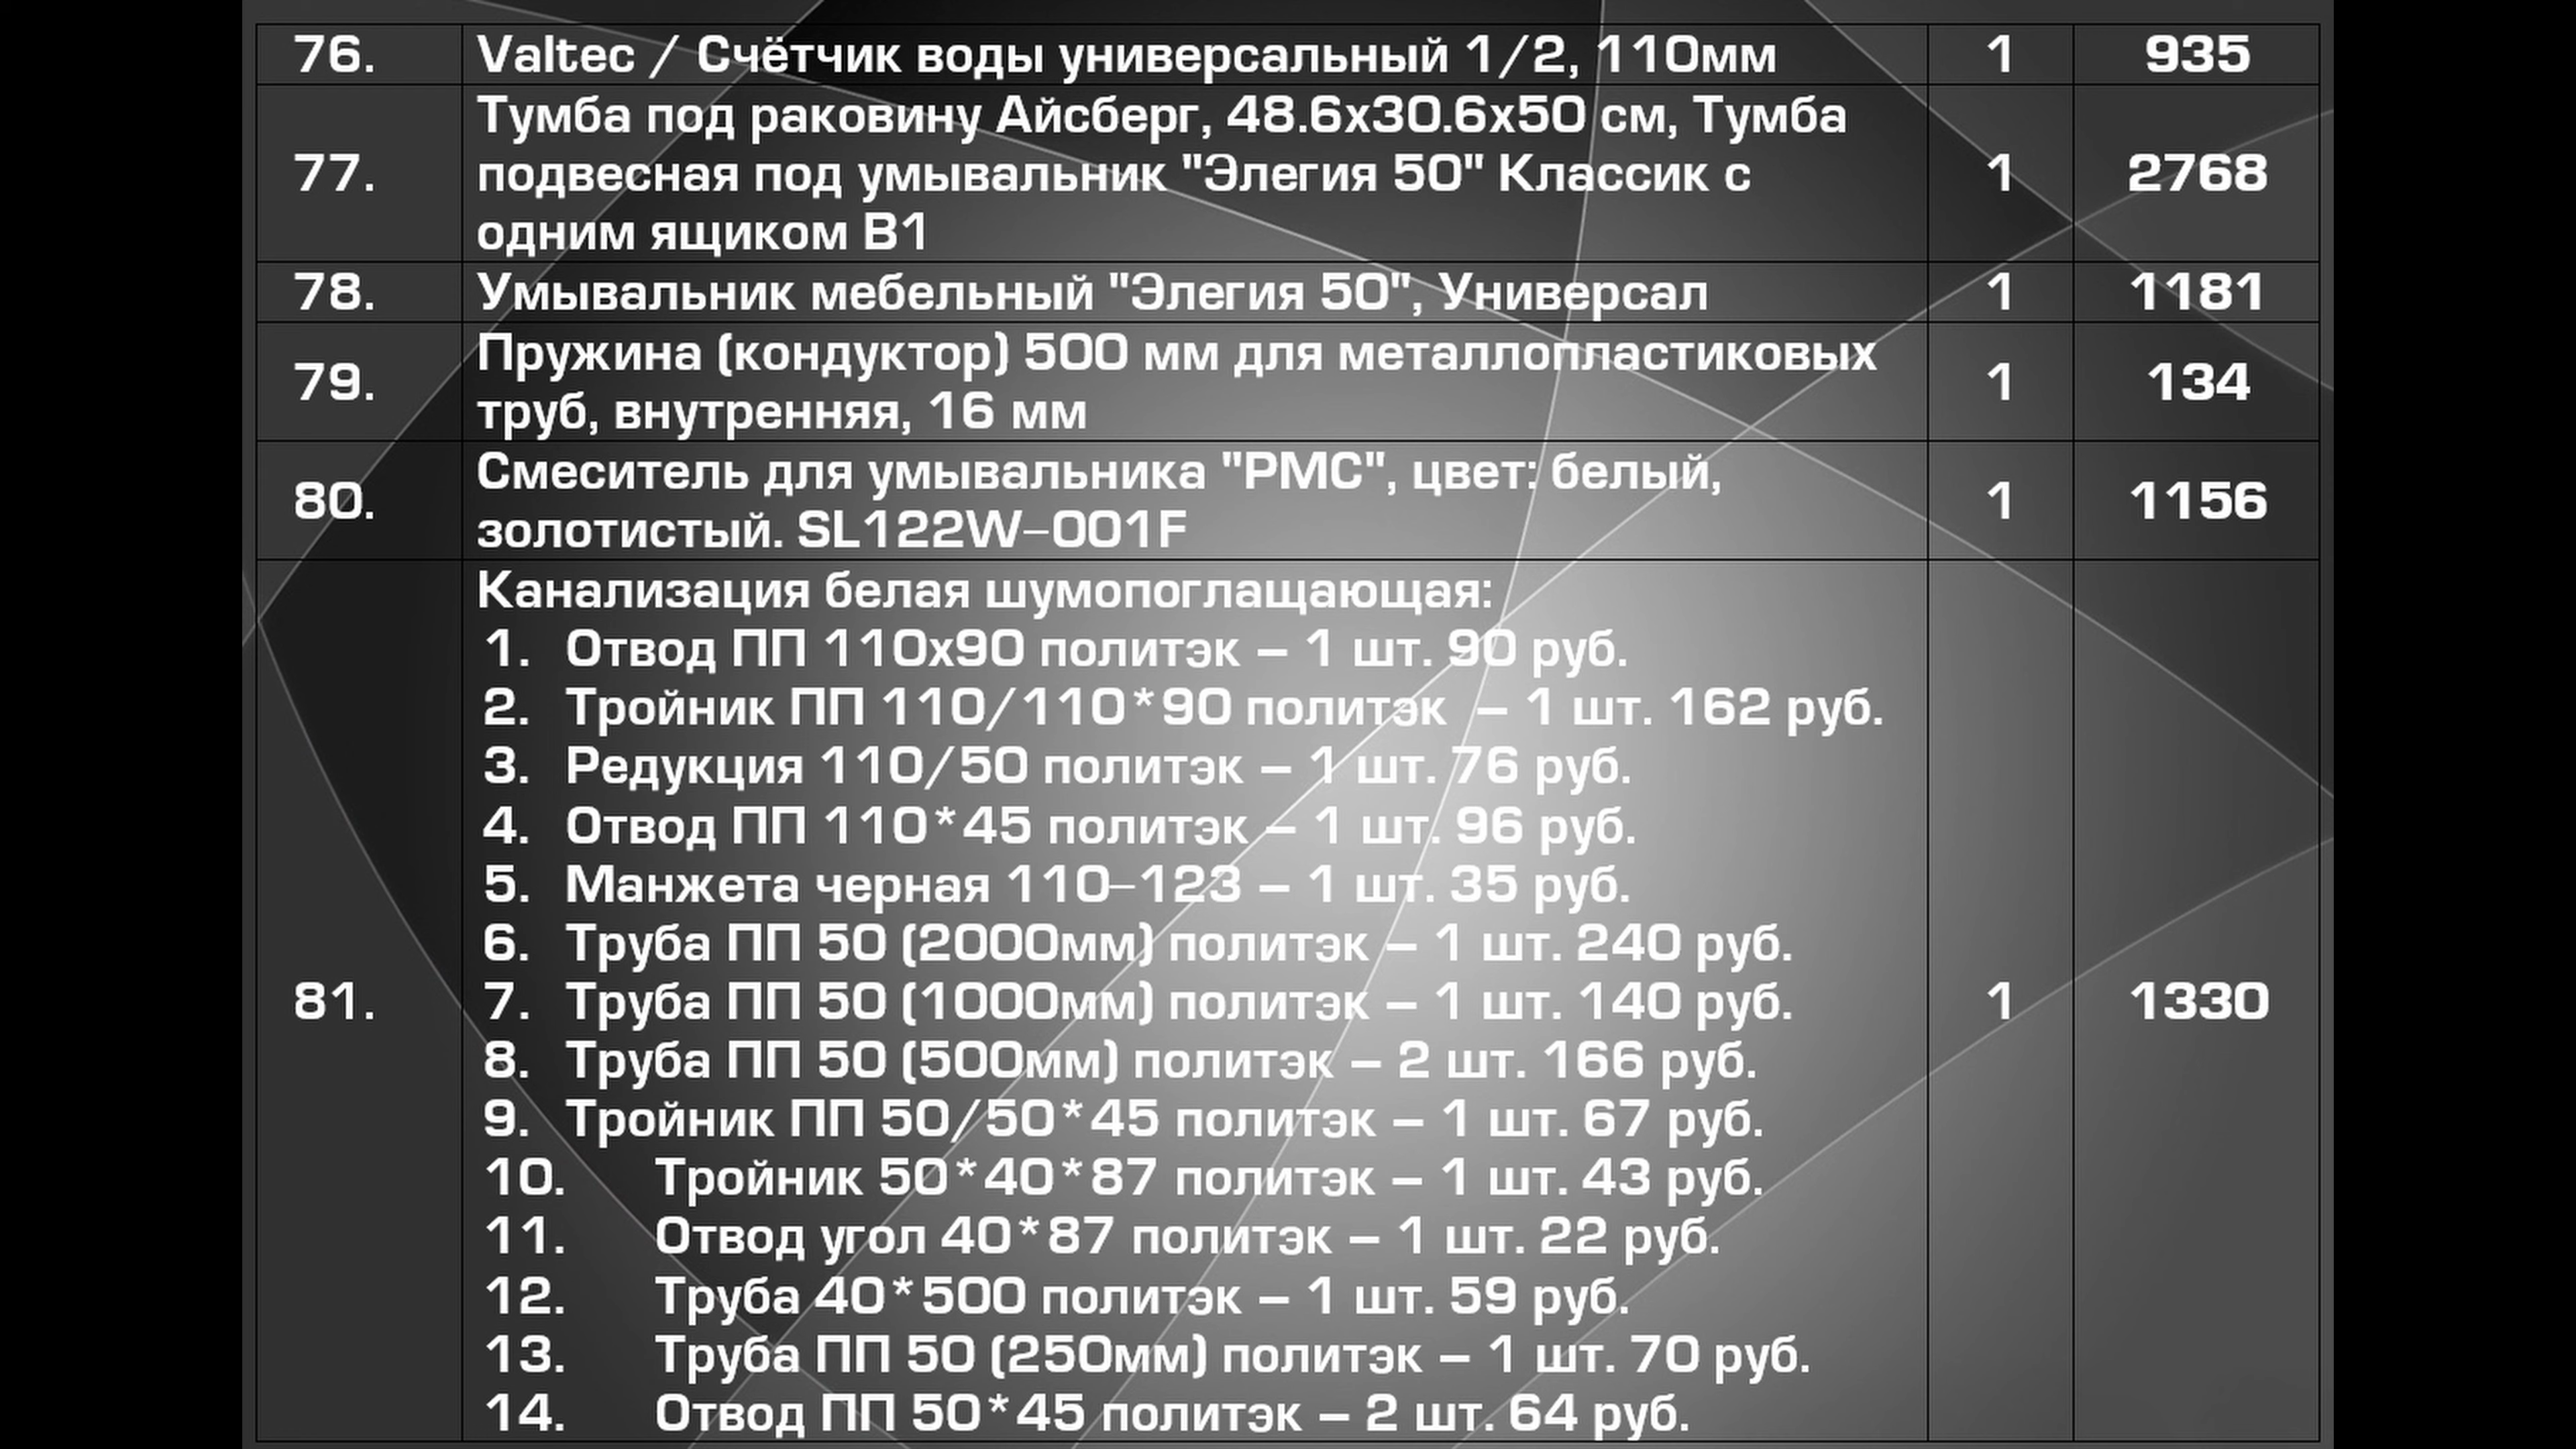 76. Valtec / Счётчик воды универсальный 1/2, 110мм 1 935
77. Тумба под раковину Айсберг, 48.6х30.6х50 см, Тумба
подвесная под умывальник "Элегия 50" Классик с 1 2768
одним ящиком В1
78. Умывальник мебельный "Элегия 50", Универсал 1 1181
79. Пружина (кондуктор) 500 мм для металлопластиковых 1 134
труб, внутренняя, 16 мм
80. Смеситель для умывальника "РМС", цвет: белый, 1 1156
золотистый. SL122W–001F
Канализация белая шумопоглащающая:
1. Отвод ПП 110х90 политэк – 1 шт. 90 руб.
2. Тройник ПП 110/110*90 политэк – 1 шт. 162 руб.
3. Редукция 110/50 политэк – 1 шт. 76 руб.
4. Отвод ПП 110*45 политэк – 1 шт. 96 руб.
5. Манжета черная 110–123 – 1 шт. 35 руб.
6. Труба ПП 50 (2000мм) политэк – 1 шт. 240 руб.
81. 7. Труба ПП 50 (1000мм) политэк – 1 шт. 140 руб. 1 1330
8. Труба ПП 50 (500мм) политэк – 2 шт. 166 руб.
9. Тройник ПП 50/50*45 политэк – 1 шт. 67 руб.
10. Тройник 50*40*87 политэк – 1 шт. 43 руб.
11. Отвод угол 40*87 политэк – 1 шт. 22 руб.
12. Труба 40*500 политэк – 1 шт. 59 руб.
13. Труба ПП 50 (250мм) политэк – 1 шт. 70 руб.
14. Отвод ПП 50*45 политэк – 2 шт. 64 руб.